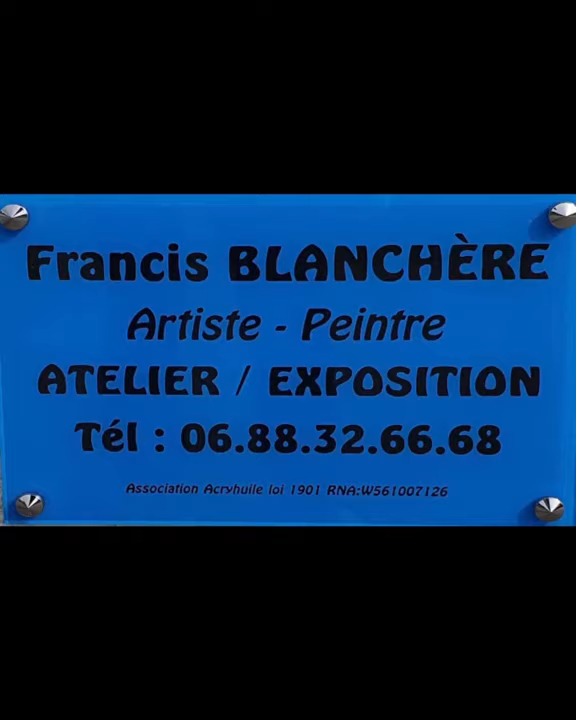 Francis BLANCHÈRE
Artiste - Peintre
ATELIER / EXPOSITION
Tél : 06.88.32.66.68
Association Acryhuile loi 1901 RNA:W561007126